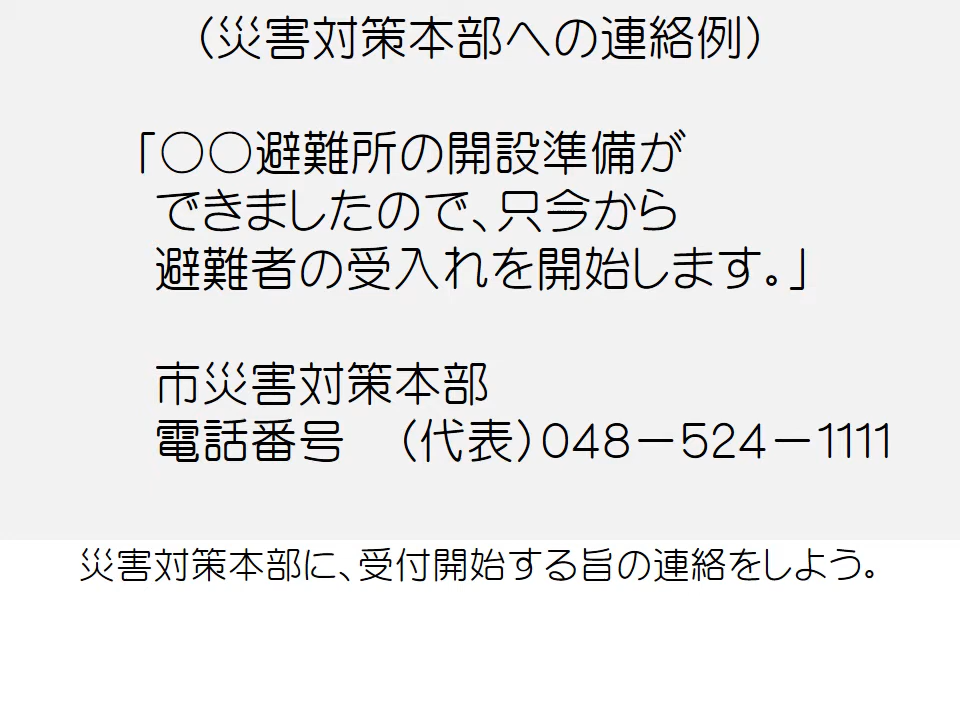 (災害対策本部への連絡例)
「○○避難所の開設準備が
できましたので、只今から
避難者の受入れを開始します。」
市災害対策本部
電話番号　(代表)048－524－1111
災害対策本部に、受付開始する旨の連絡をしよう。